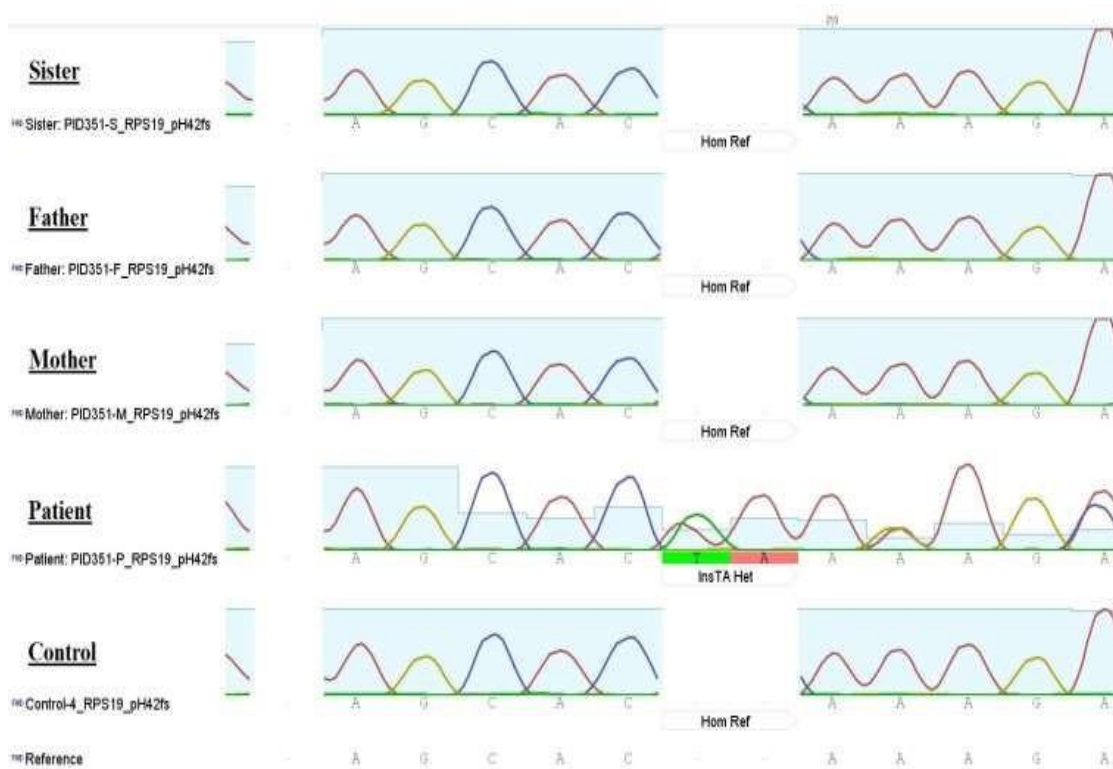 Sister
Sister: PID351-S_RPS19_pH42fs
A G C A C A A A G A
Hom Ref
Father
Father: PID351-F_RPS19_pH42fs
A G C A C A A A G A
Hom Ref
Mother
Mother: PID351-M_RPS19_pH42fs
A G C A C A A A G A
Hom Ref
Patient
Patient: PID351-P_RPS19_pH42fs
A G C A C T A A A A G A
InsTA Het
Control
Control-4_RPS19_pH42fs
A G C A C A A A G A
Hom Ref
Reference
- A G C A C - - A A A G A